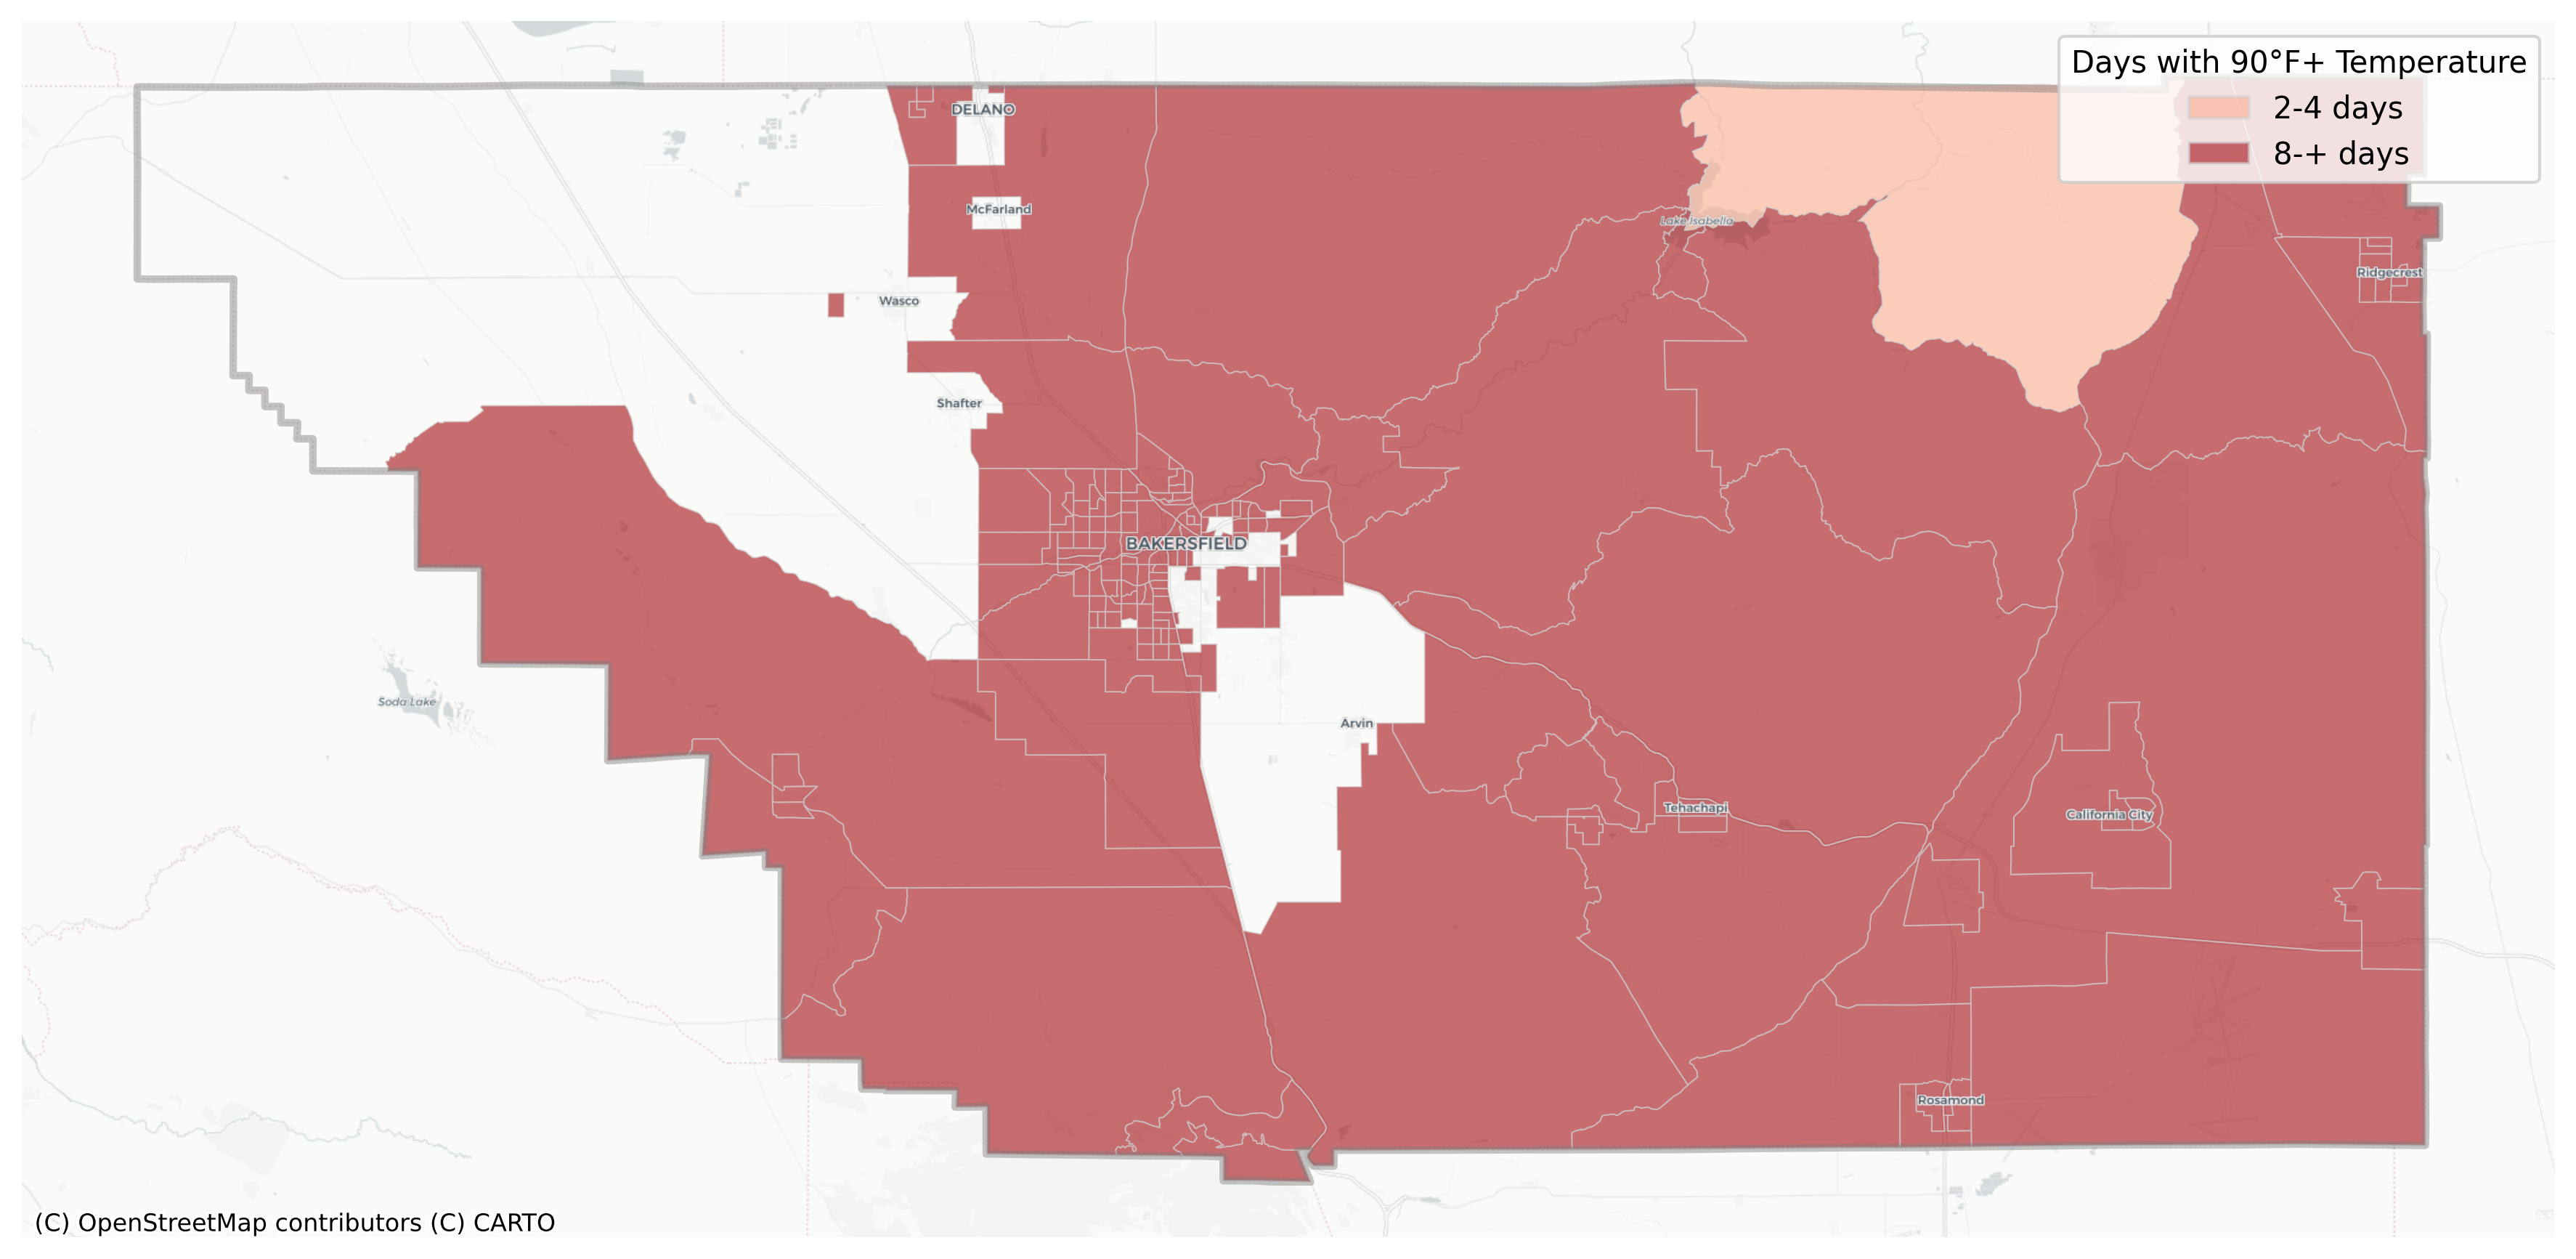 Days with 90°F+ Temperature
2-4 days
8-+ days
DELANO
McFarland
Lake Isabella
Ridgecrest
Wasco
Shafter
BAKERSFIELD
Soda Lake
Arvin
Tehachapi
California City
Rosamond
(C) OpenStreetMap contributors (C) CARTO